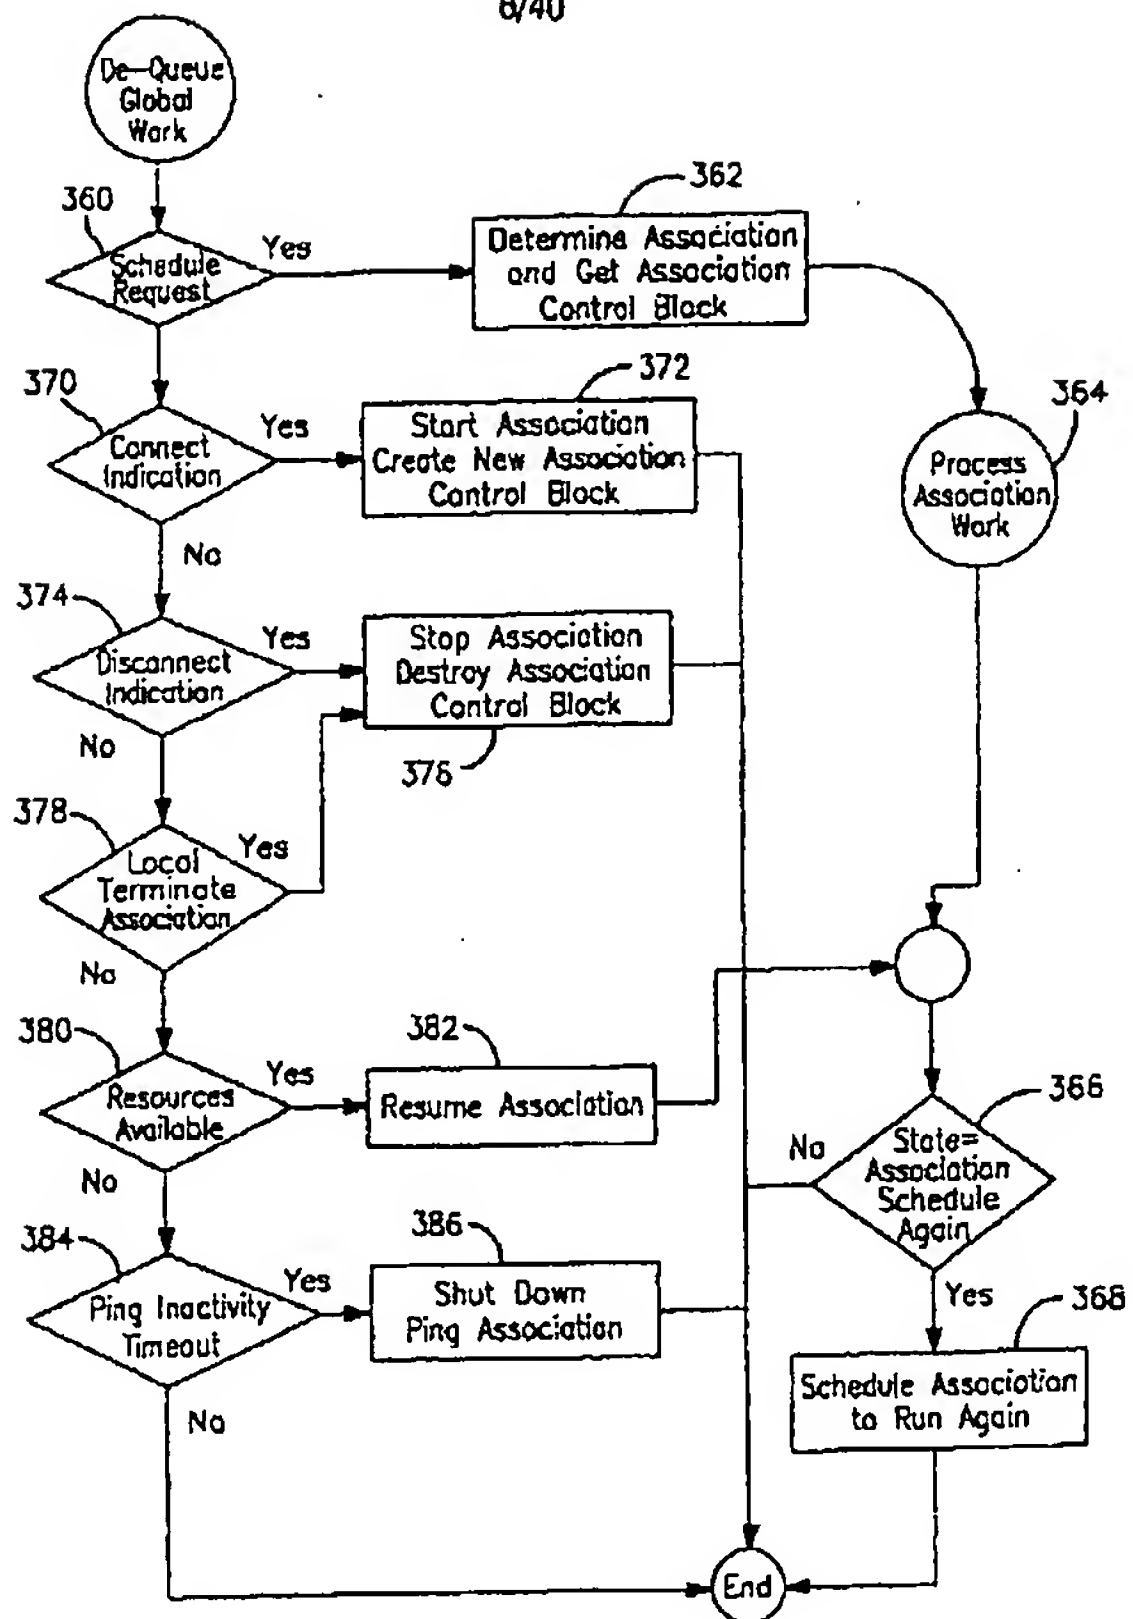 8/40
De-Queue
Global
Work
360
Schedule
Request
Yes
362
Determine Association
and Get Association
Control Block
370
Connect
Indication
Yes
372
Start Association
Create New Association
Control Block
364
Process
Association
Work
No
374
Disconnect
Indication
Yes
Stop Association
Destroy Association
Control Block
376
No
378
Local
Terminate
Association
Yes
No
380
Resources
Available
Yes
382
Resume Association
366
State=
Association
Schedule
Again
No
No
384
Ping Inactivity
Timeout
Yes
386
Shut Down
Ping Association
Yes
368
Schedule Association
to Run Again
No
End